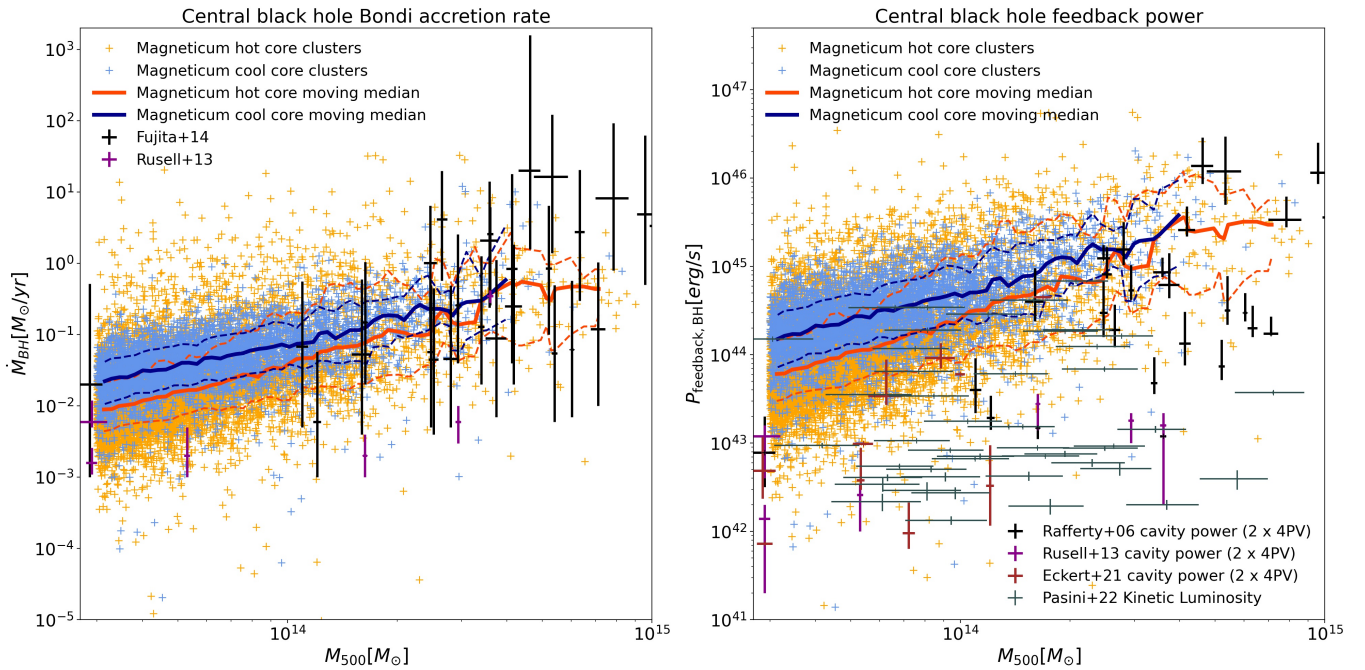 Central black hole Bondi accretion rate
Magneticum hot core clusters
Magneticum cool core clusters
Magneticum hot core moving median
Magneticum cool core moving median
Fujita+14
Rusell+13
10³
10²
10¹
10⁰
10⁻¹
10⁻²
10⁻³
10⁻⁴
10⁻⁵
Ṁ_BH[M_⊙/yr]
10¹⁴
10¹⁵
M₅₀₀[M_⊙]
Central black hole feedback power
Magneticum hot core clusters
Magneticum cool core clusters
Magneticum hot core moving median
Magneticum cool core moving median
10⁴⁷
10⁴⁶
10⁴⁵
10⁴⁴
10⁴³
10⁴²
10⁴¹
P_feedback, BH[erg/s]
Rafferty+06 cavity power (2 x 4PV)
Rusell+13 cavity power (2 x 4PV)
Eckert+21 cavity power (2 x 4PV)
Pasini+22 Kinetic Luminosity
10¹⁴
10¹⁵
M₅₀₀[M_⊙]